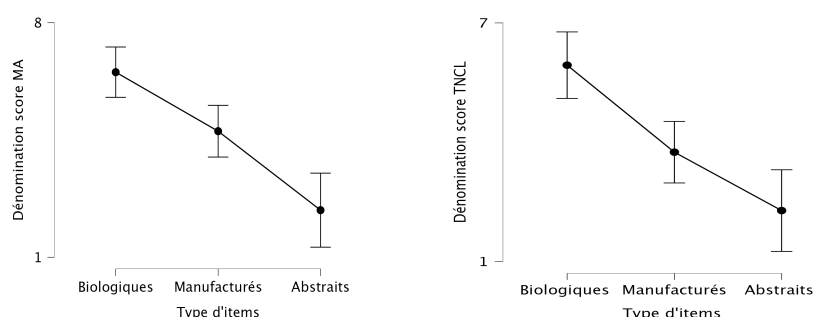 8
Dénomination score MA
1
Biologiques Manufacturés Abstraits
Type d'items
7
Dénomination score TNCL
1
Biologiques Manufacturés Abstraits
Type d'items